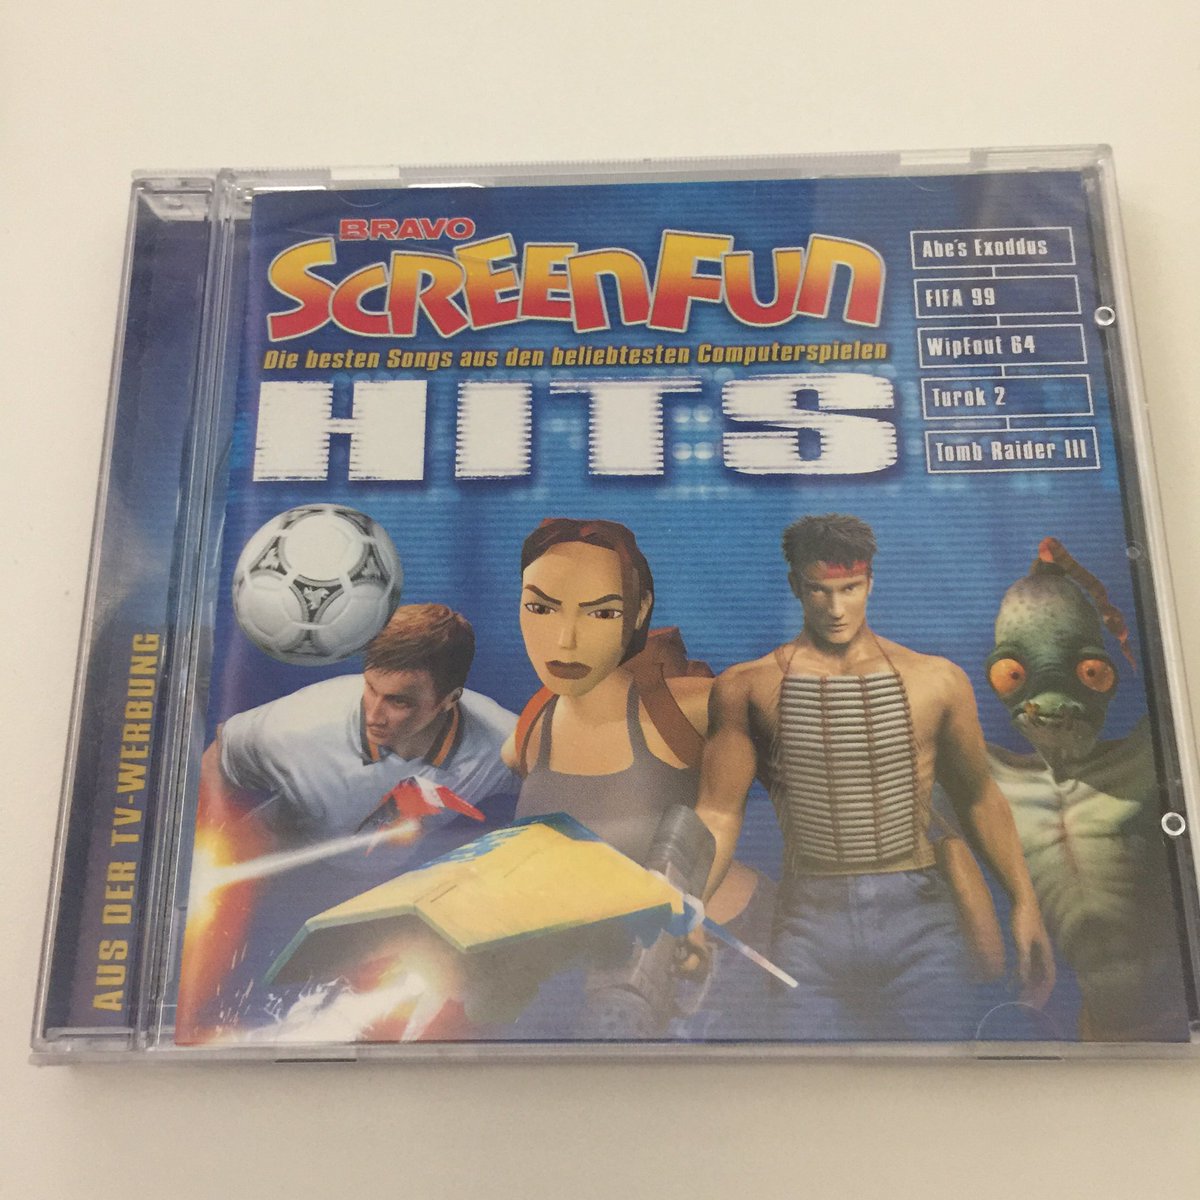 BRAVO
SCREENFUN
Die besten Songs aus den beliebtesten Computerspielen
HITS
Abe's Exoddus
FIFA 99
WipEout 64
Turok 2
Tomb Raider III
AUS DER TV-WERBUNG